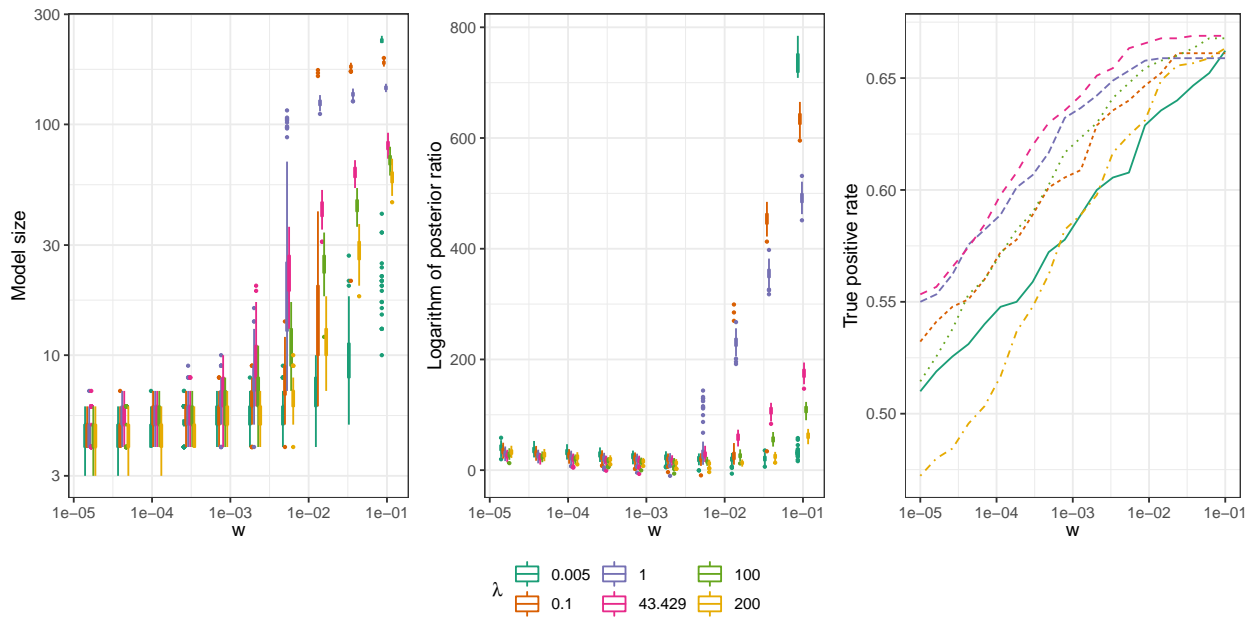 Model size
300
100
30
10
3
1e−05 1e−04 1e−03 1e−02 1e−01
w
Logarithm of posterior ratio
800
600
400
200
0
1e−05 1e−04 1e−03 1e−02 1e−01
w
True positive rate
0.65
0.60
0.55
0.50
1e−05 1e−04 1e−03 1e−02 1e−01
w
λ
0.005 1 100
0.1 43.429 200